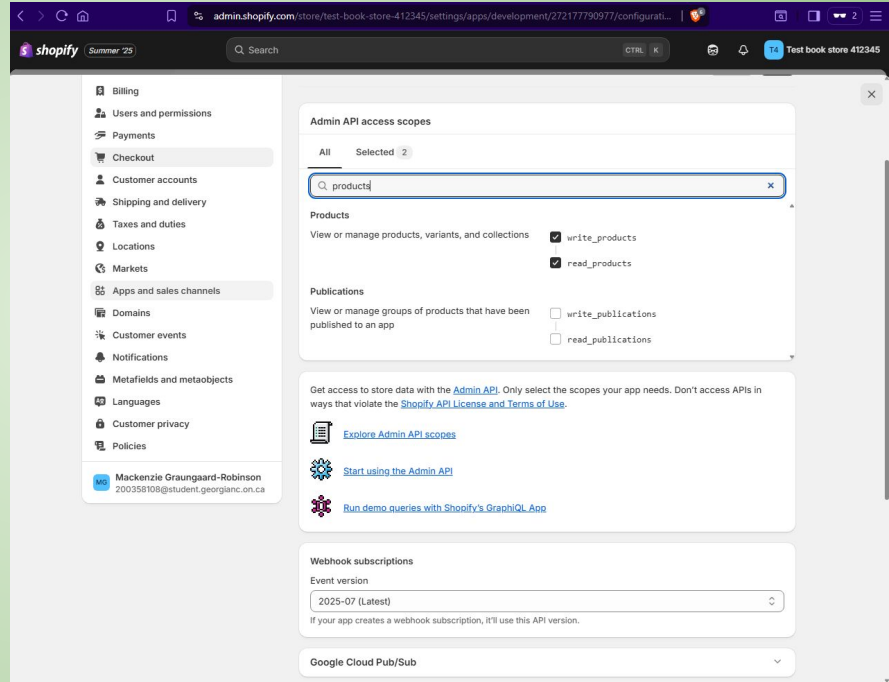 admin.shopify.com/store/test-book-store-412345/settings/apps/development/272177790977/configurati...
2
shopify
Summer '25
Search
CTRL K
T4
Test book store 412345
Billing
Users and permissions
Payments
Checkout
Customer accounts
Shipping and delivery
Taxes and duties
Locations
Markets
Apps and sales channels
Domains
Customer events
Notifications
Metafields and metaobjects
Languages
Customer privacy
Policies
MG
Mackenzie Graungaard-Robinson
200358108@student.georgianc.on.ca
Admin API access scopes
All Selected 2
products
Products
View or manage products, variants, and collections
write_products
read_products
Publications
View or manage groups of products that have been
published to an app
write_publications
read_publications
Get access to store data with the Admin API. Only select the scopes your app needs. Don't access APIs in
ways that violate the Shopify API License and Terms of Use.
Explore Admin API scopes
Start using the Admin API
Run demo queries with Shopify's GraphiQL App
Webhook subscriptions
Event version
2025-07 (Latest)
If your app creates a webhook subscription, it'll use this API version.
Google Cloud Pub/Sub